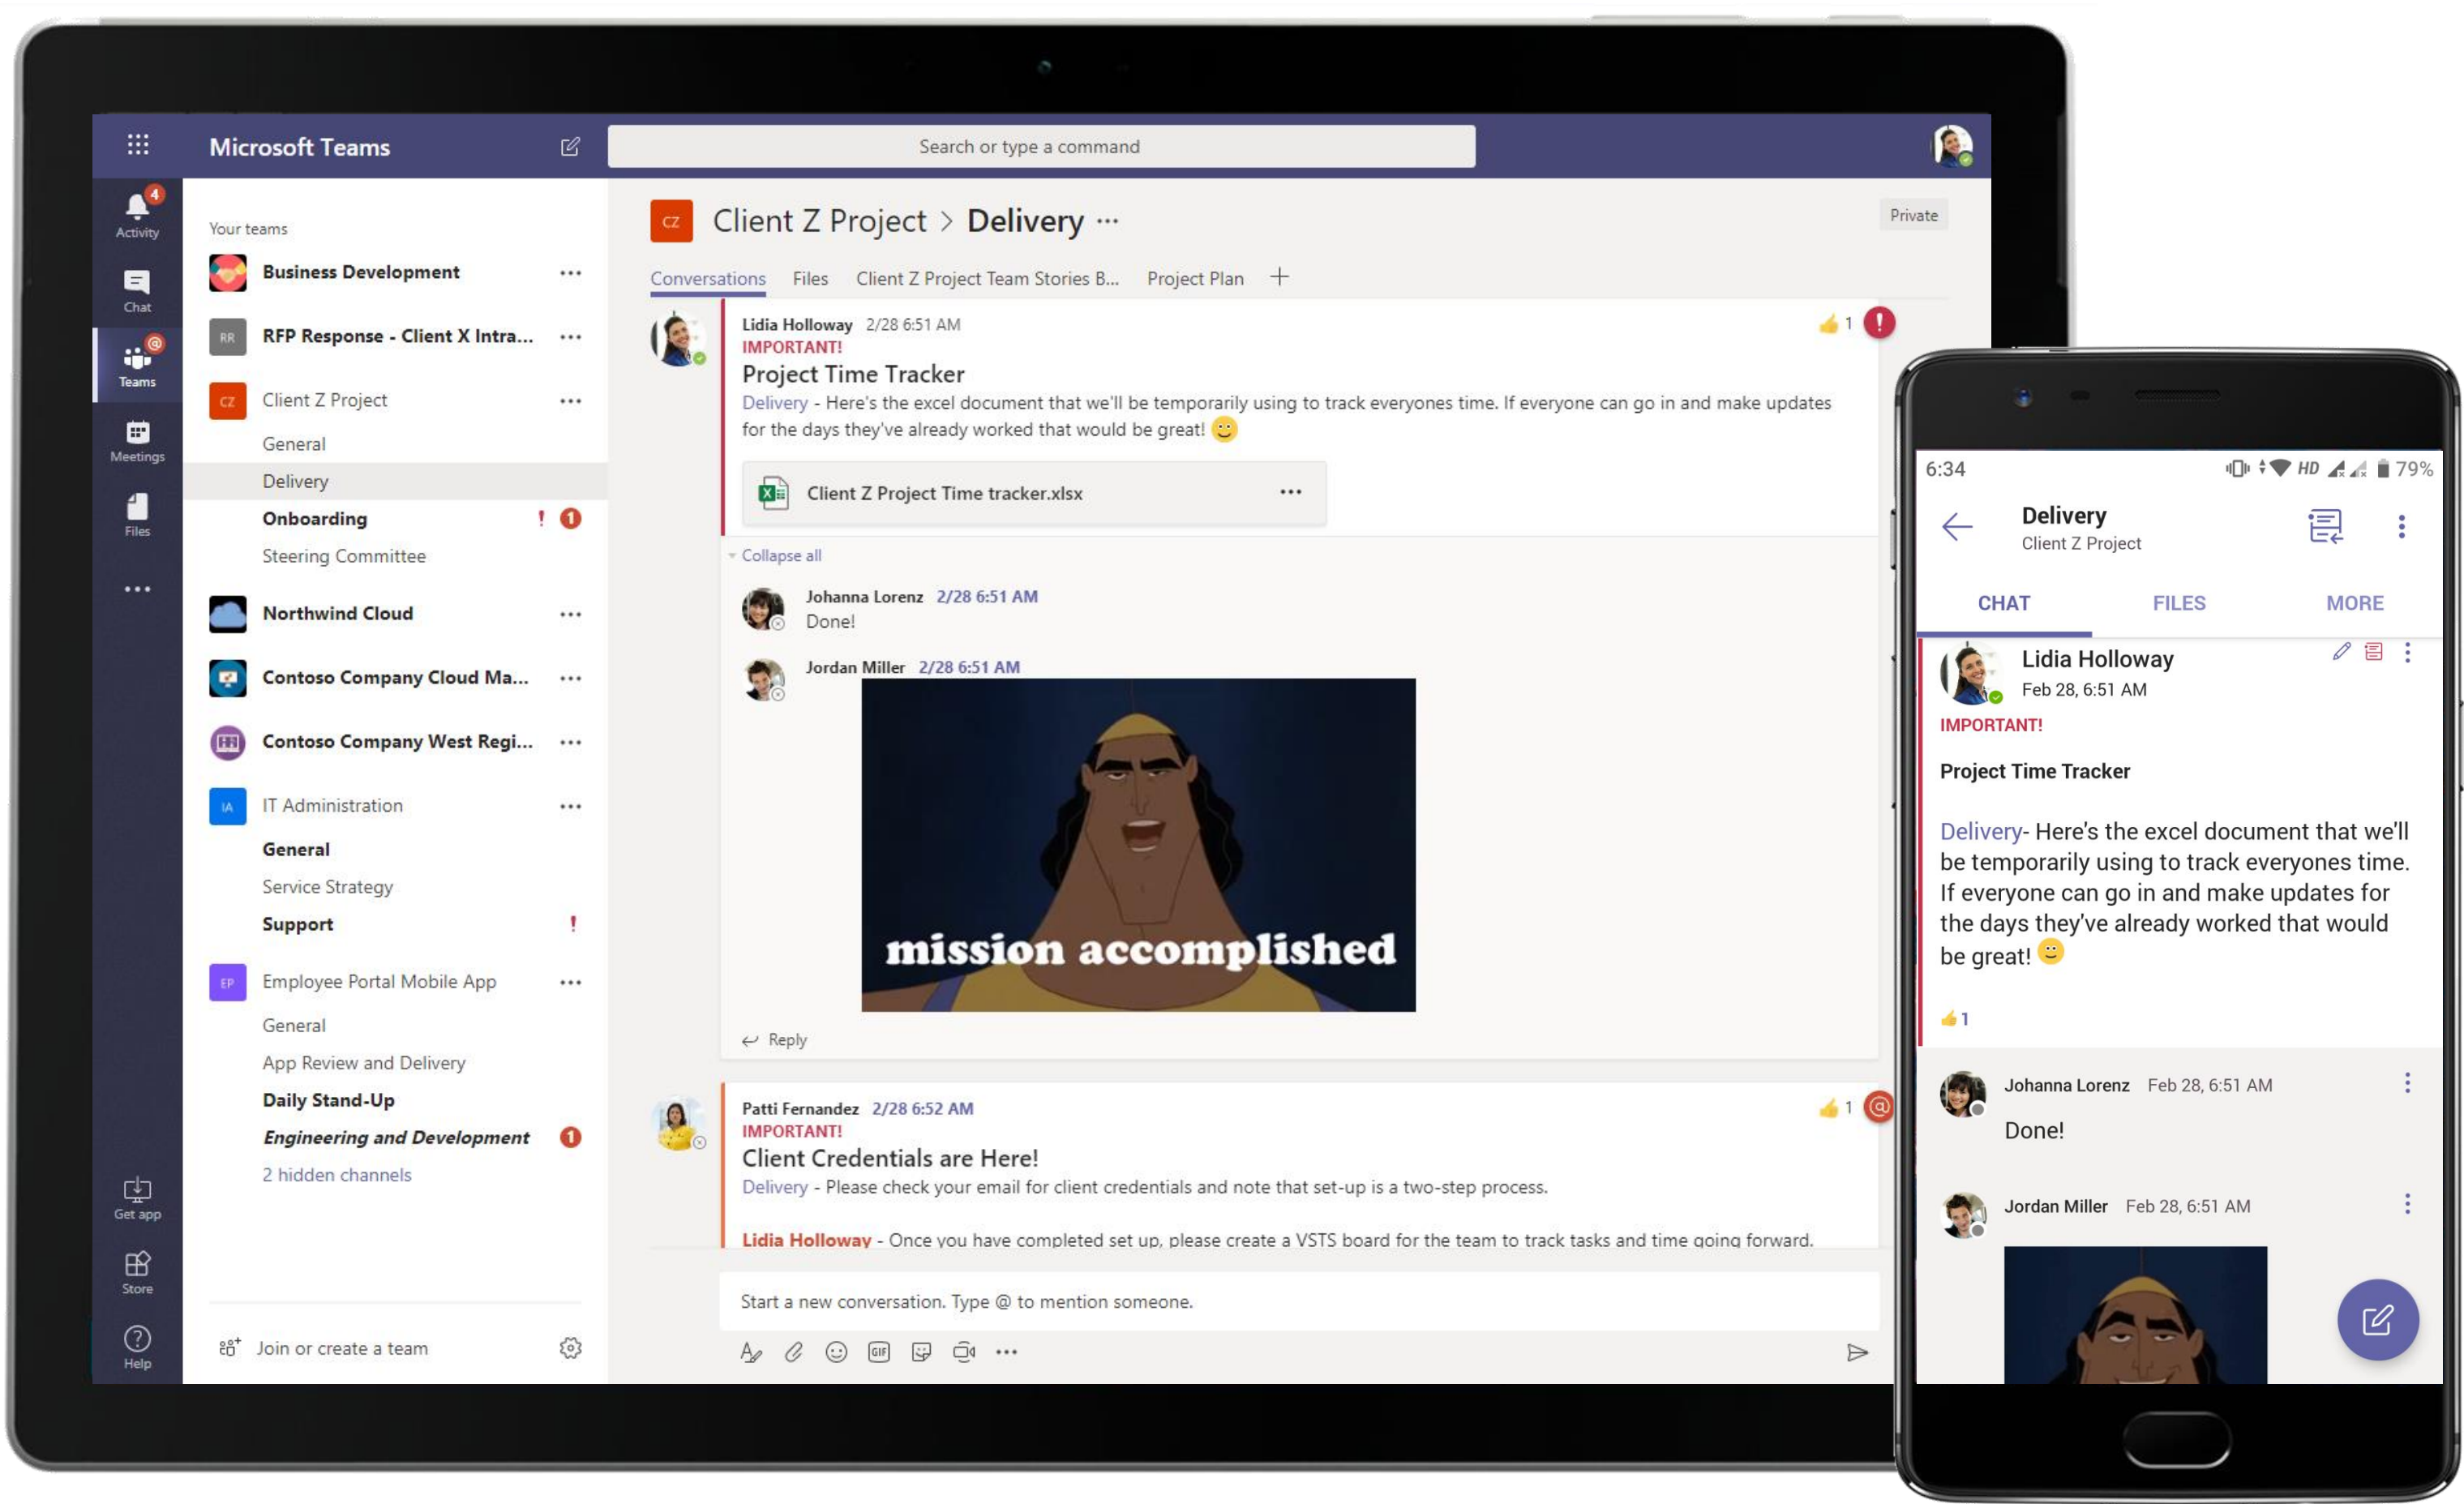 Microsoft Teams
Search or type a command
4
Activity
Chat
@
Teams
Meetings
Files
Get app
Store
Help
Your teams
Business Development
RR
RFP Response - Client X Intra...
CZ
Client Z Project
General
Delivery
Onboarding ! 1
Steering Committee
Northwind Cloud
Contoso Company Cloud Ma...
Contoso Company West Regi...
IA
IT Administration
General
Service Strategy
Support !
EP
Employee Portal Mobile App
General
App Review and Delivery
Daily Stand-Up
Engineering and Development 1
2 hidden channels
Join or create a team
CZ
Client Z Project > Delivery ...
Private
Conversations Files Client Z Project Team Stories B... Project Plan +
Lidia Holloway 2/28 6:51 AM
1 !
IMPORTANT!
Project Time Tracker
Delivery - Here's the excel document that we'll be temporarily using to track everyones time. If everyone can go in and make updates
for the days they've already worked that would be great! 🙂
Client Z Project Time tracker.xlsx
Collapse all
Johanna Lorenz 2/28 6:51 AM
Done!
Jordan Miller 2/28 6:51 AM
mission accomplished
Reply
Patti Fernandez 2/28 6:52 AM
1 @
IMPORTANT!
Client Credentials are Here!
Delivery - Please check your email for client credentials and note that set-up is a two-step process.
Lidia Holloway - Once you have completed set up, please create a VSTS board for the team to track tasks and time going forward.
Start a new conversation. Type @ to mention someone.
GIF
6:34
HD 79%
Delivery
Client Z Project
CHAT FILES MORE
Lidia Holloway
Feb 28, 6:51 AM
IMPORTANT!
Project Time Tracker
Delivery- Here's the excel document that we'll
be temporarily using to track everyones time.
If everyone can go in and make updates for
the days they've already worked that would
be great! 🙂
1
Johanna Lorenz Feb 28, 6:51 AM
Done!
Jordan Miller Feb 28, 6:51 AM